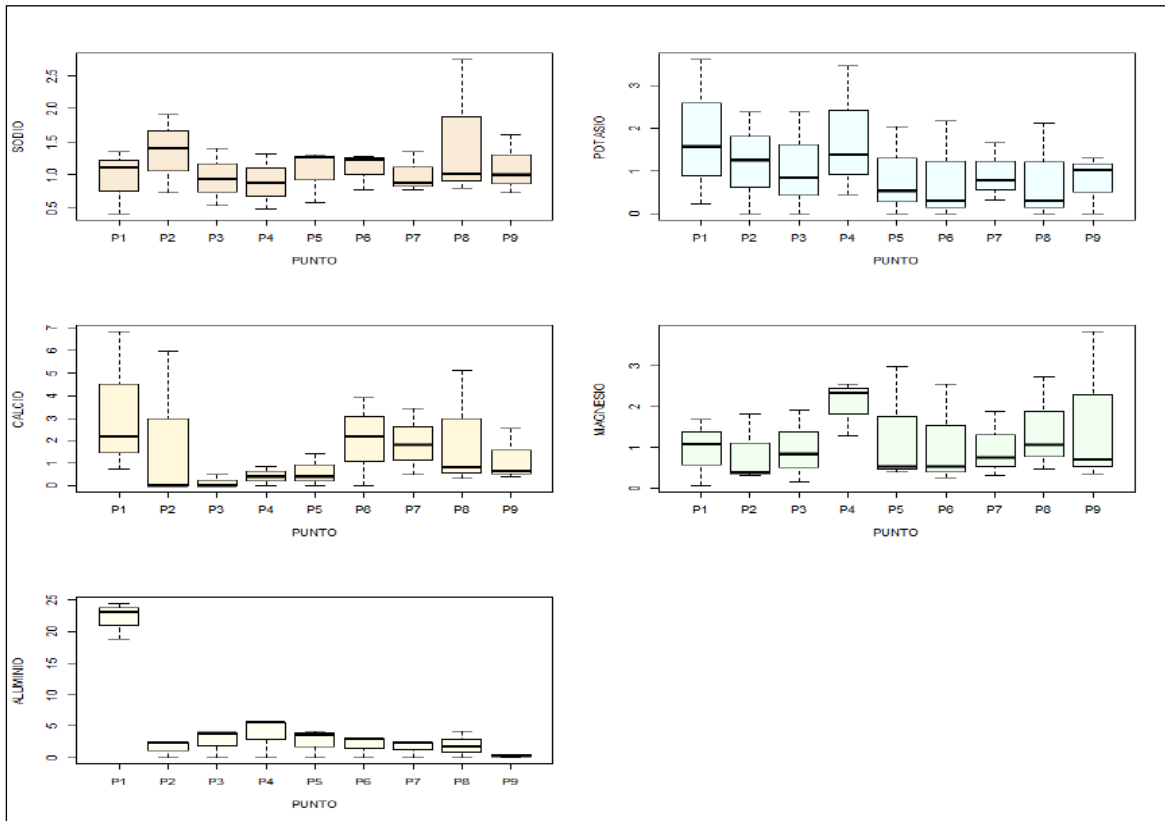 SODIO
2.5
2.0
1.5
1.0
0.5
P1 P2 P3 P4 P5 P6 P7 P8 P9
PUNTO
POTASIO
3
2
1
0
P1 P2 P3 P4 P5 P6 P7 P8 P9
PUNTO
CALCIO
7
6
5
4
3
2
1
0
P1 P2 P3 P4 P5 P6 P7 P8 P9
PUNTO
MAGNESIO
3
2
1
0
P1 P2 P3 P4 P5 P6 P7 P8 P9
PUNTO
ALUMINIO
25
20
15
10
5
0
P1 P2 P3 P4 P5 P6 P7 P8 P9
PUNTO